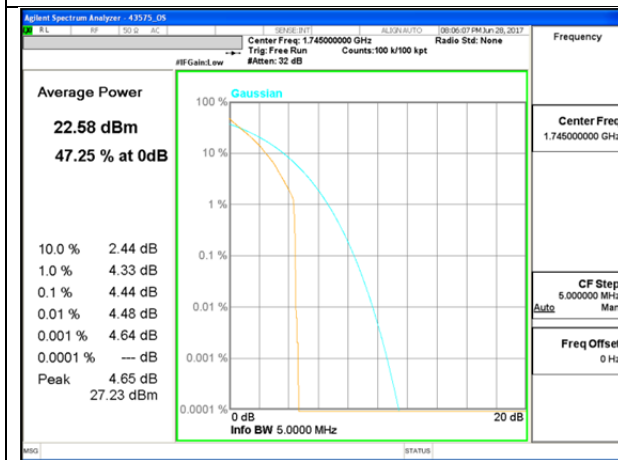 Agilent Spectrum Analyzer - 43575_DS
RL RF 50 Ω AC SENSE:INT ALIGN AUTO 08:06:07 PM Jun 28, 2017
Center Freq: 1.745000000 GHz Radio Std: None
Trig: Free Run Counts:100 k/100 kpt
#IFGain:Low #Atten: 32 dB
Frequency
Average Power
22.58 dBm
47.25 % at 0dB
10.0 % 2.44 dB
1.0 % 4.33 dB
0.1 % 4.44 dB
0.01 % 4.48 dB
0.001 % 4.64 dB
0.0001 % --- dB
Peak 4.65 dB
27.23 dBm
Gaussian
100 %
10 %
1 %
0.1 %
0.01 %
0.001 %
0.0001 %
0 dB 20 dB
Info BW 5.0000 MHz
Center Freq
1.745000000 GHz
CF Step
5.000000 MHz
Auto Man
Freq Offset
0 Hz
MSG STATUS